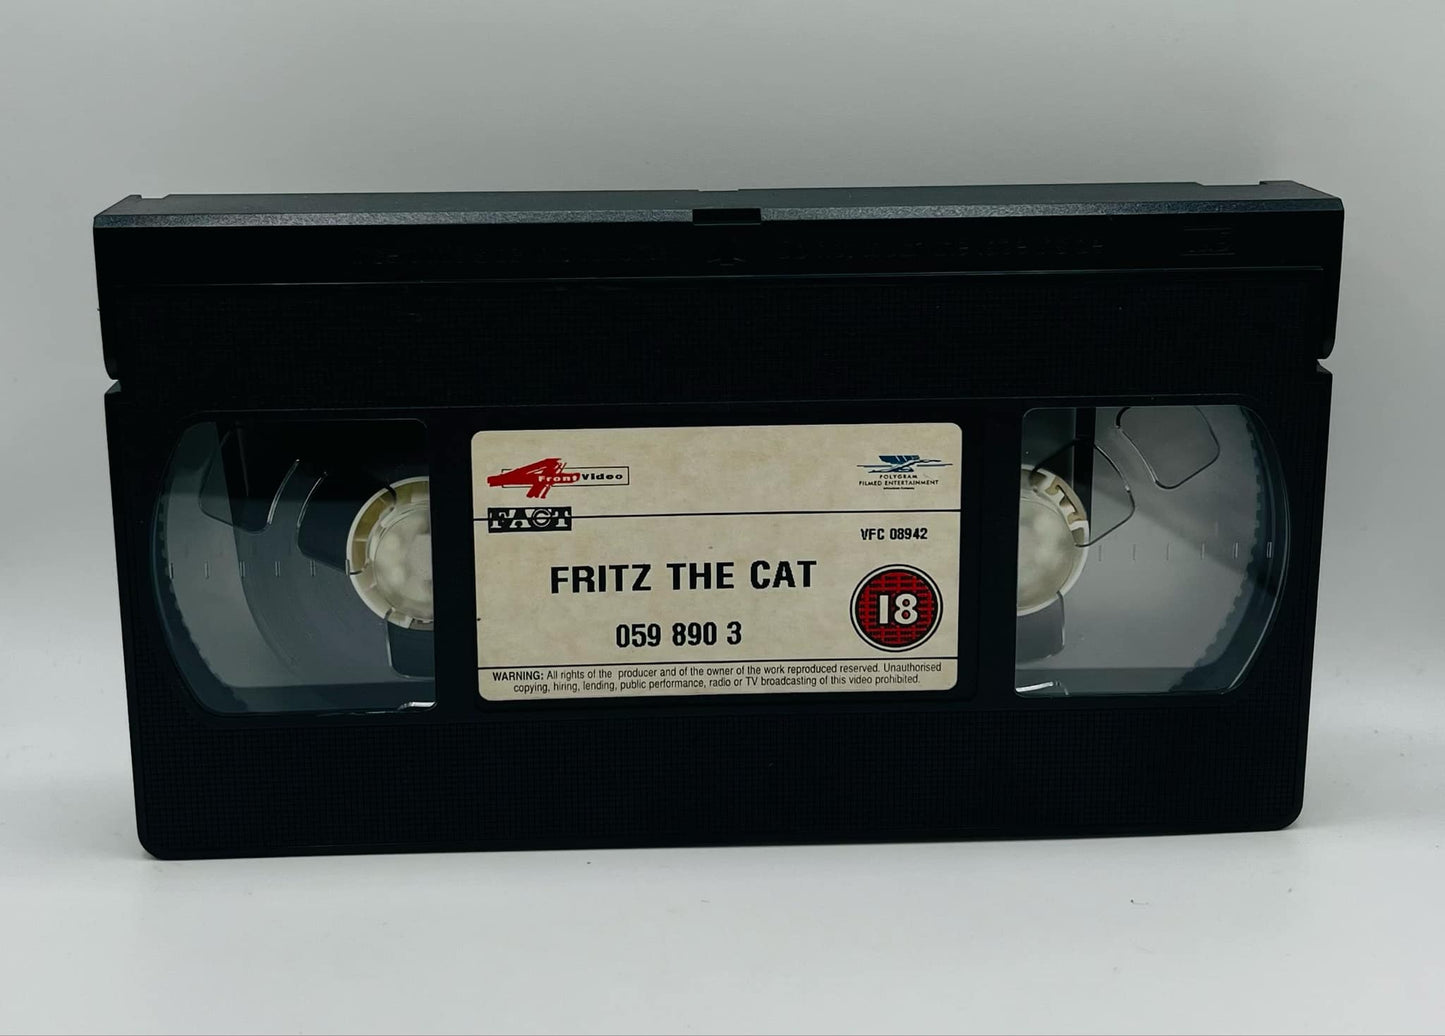 4 Front Video
POLYGRAM
FILMED ENTERTAINMENT
FACT
VFC 08942
FRITZ THE CAT
18
059 890 3
WARNING: All rights of the producer and of the owner of the work reproduced reserved. Unauthorised
copying, hiring, lending, public performance, radio or TV broadcasting of this video prohibited.